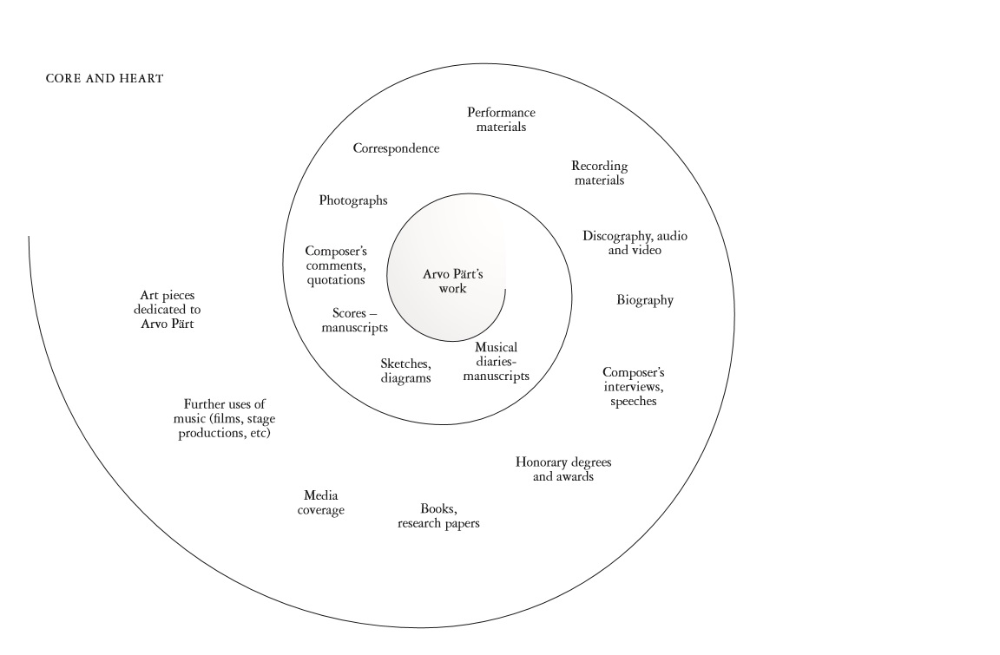 CORE AND HEART
Performance
materials
Correspondence
Recording
materials
Photographs
Discography, audio
and video
Composer's
comments,
quotations
Arvo Pärt's
work
Biography
Art pieces
dedicated to
Arvo Pärt
Scores –
manuscripts
Musical
diaries-
manuscripts
Sketches,
diagrams
Composer's
interviews,
speeches
Further uses of
music (films, stage
productions, etc)
Honorary degrees
and awards
Media
coverage
Books,
research papers